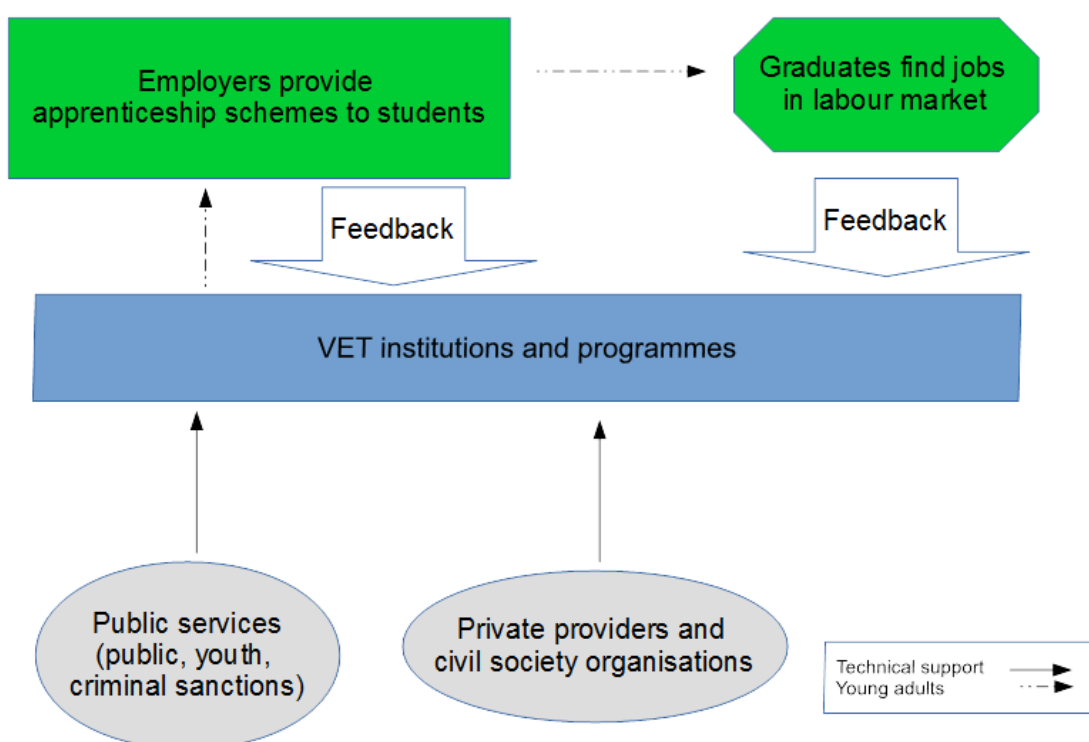 Employers provide
apprenticeship schemes to students
Graduates find jobs
in labour market
Feedback
Feedback
VET institutions and programmes
Public services
(public, youth,
criminal sanctions)
Private providers and
civil society organisations
Technical support
Young adults